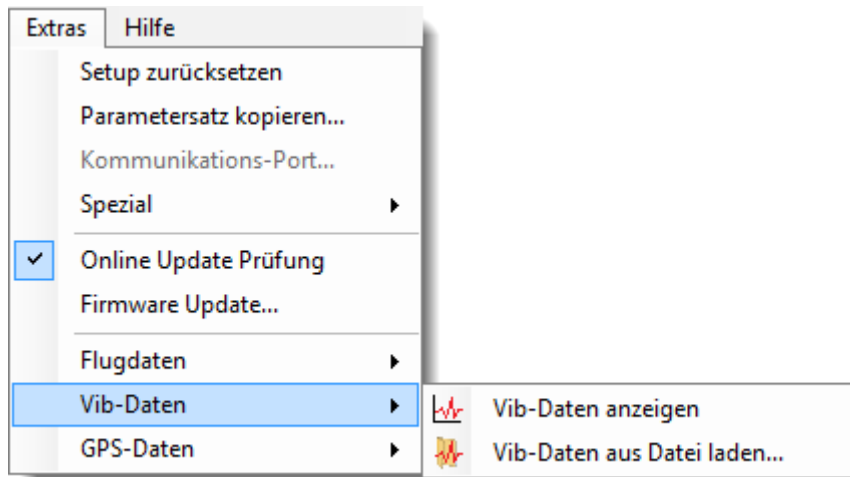 Extras Hilfe
Setup zurücksetzen
Parametersatz kopieren...
Kommunikations-Port...
Spezial
Online Update Prüfung
Firmware Update...
Flugdaten
Vib-Daten
Vib-Daten anzeigen
GPS-Daten
Vib-Daten aus Datei laden...